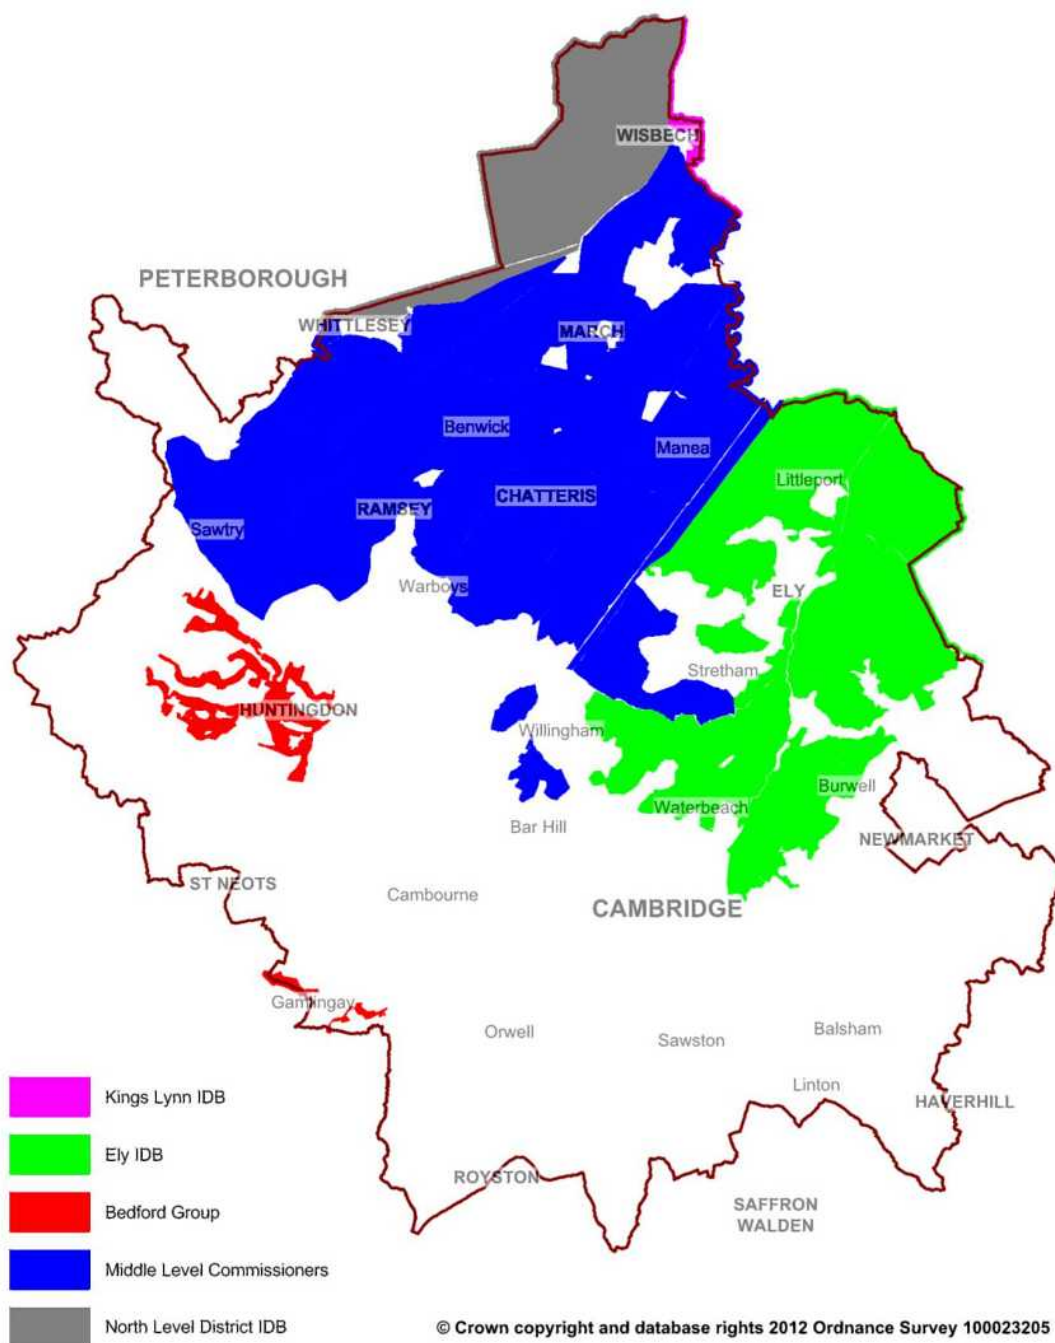 WISBECH
PETERBOROUGH
WHITTLESEY
MARCH
Benwick
Manea
Littleport
CHATTERIS
RAMSEY
Sawtry
Warboys
ELY
Stretham
HUNTINGDON
Willingham
Burwell
Waterbeach
Bar Hill
NEWMARKET
ST NEOTS
Cambourne
CAMBRIDGE
Gamlingay
Orwell
Sawston
Balsham
Linton
HAVERHILL
ROYSTON
SAFFRON
WALDEN
Kings Lynn IDB
Ely IDB
Bedford Group
Middle Level Commissioners
North Level District IDB
© Crown copyright and database rights 2012 Ordnance Survey 100023205